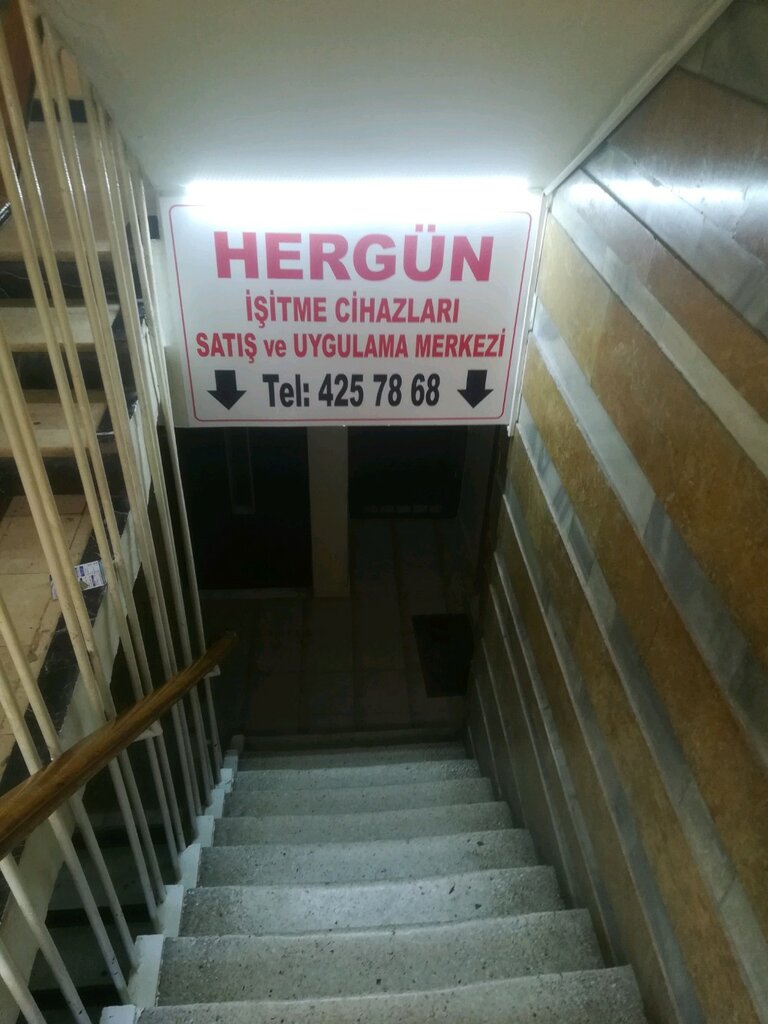 HERGÜN
İŞİTME CİHAZLARI
SATIŞ ve UYGULAMA MERKEZİ
Tel: 425 78 68